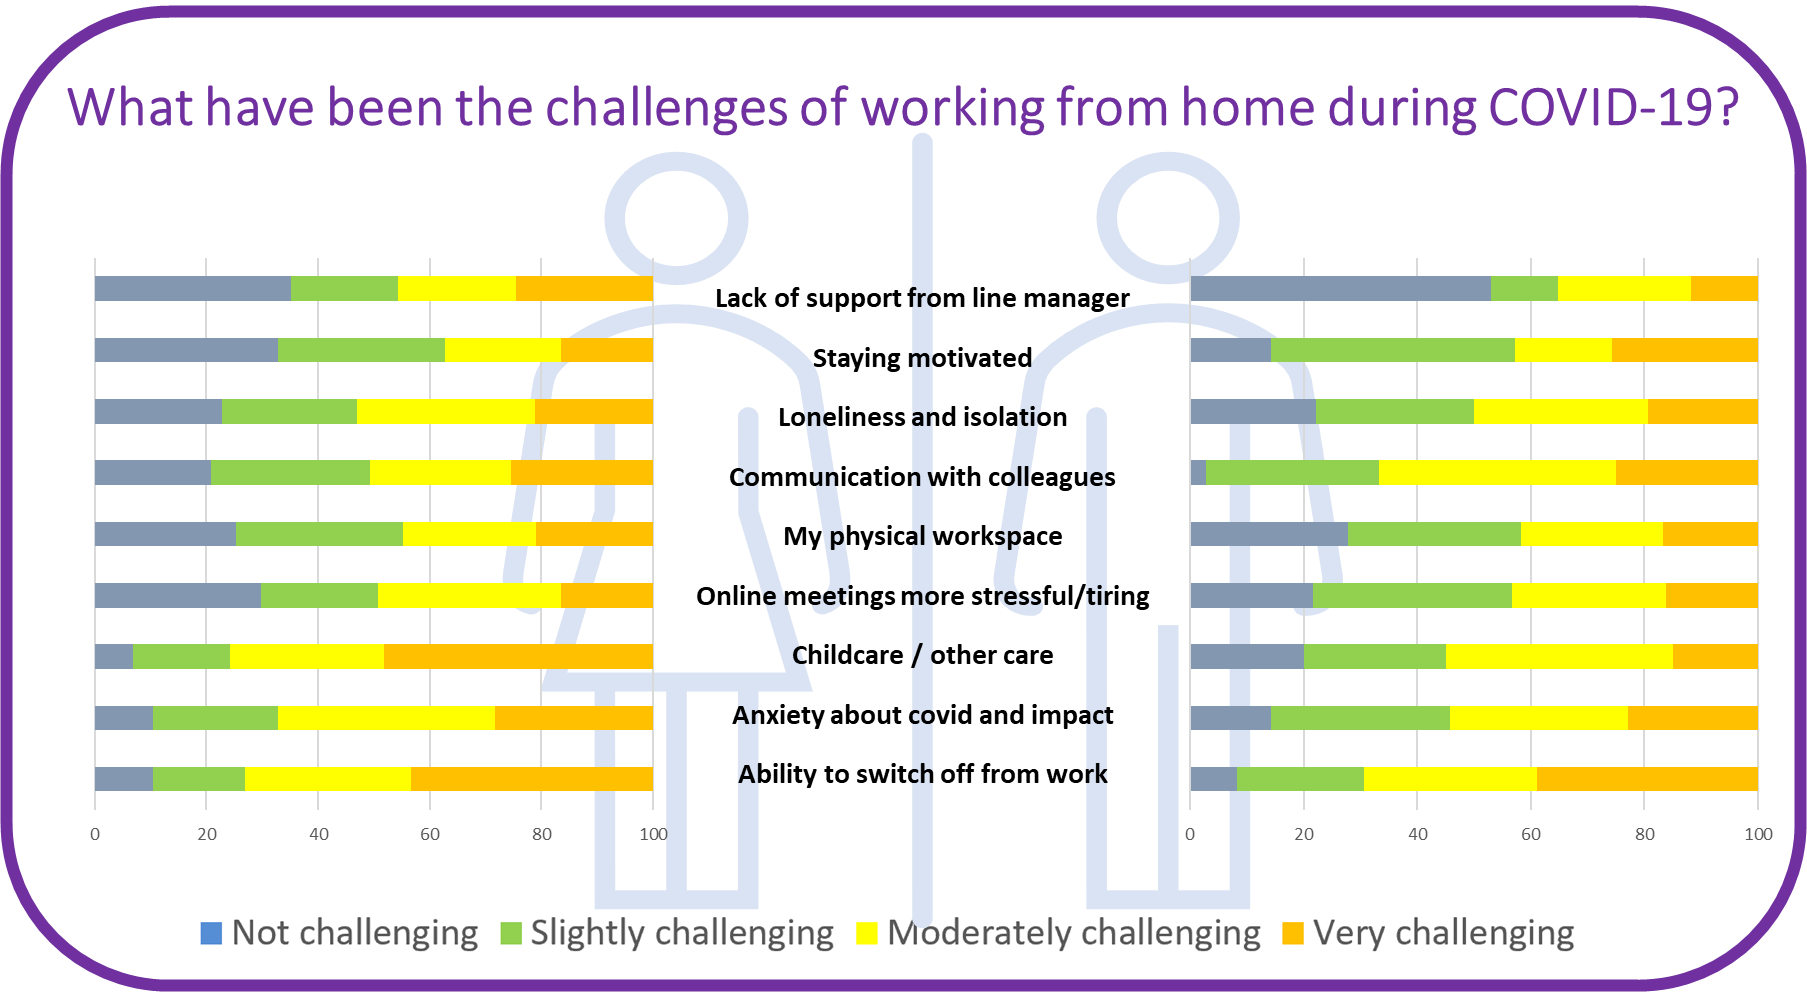 What have been the challenges of working from home during COVID-19?
Lack of support from line manager
Staying motivated
Loneliness and isolation
Communication with colleagues
My physical workspace
Online meetings more stressful/tiring
Childcare / other care
Anxiety about covid and impact
Ability to switch off from work
0 20 40 60 80 100
0 20 40 60 80 100
Not challenging Slightly challenging Moderately challenging Very challenging